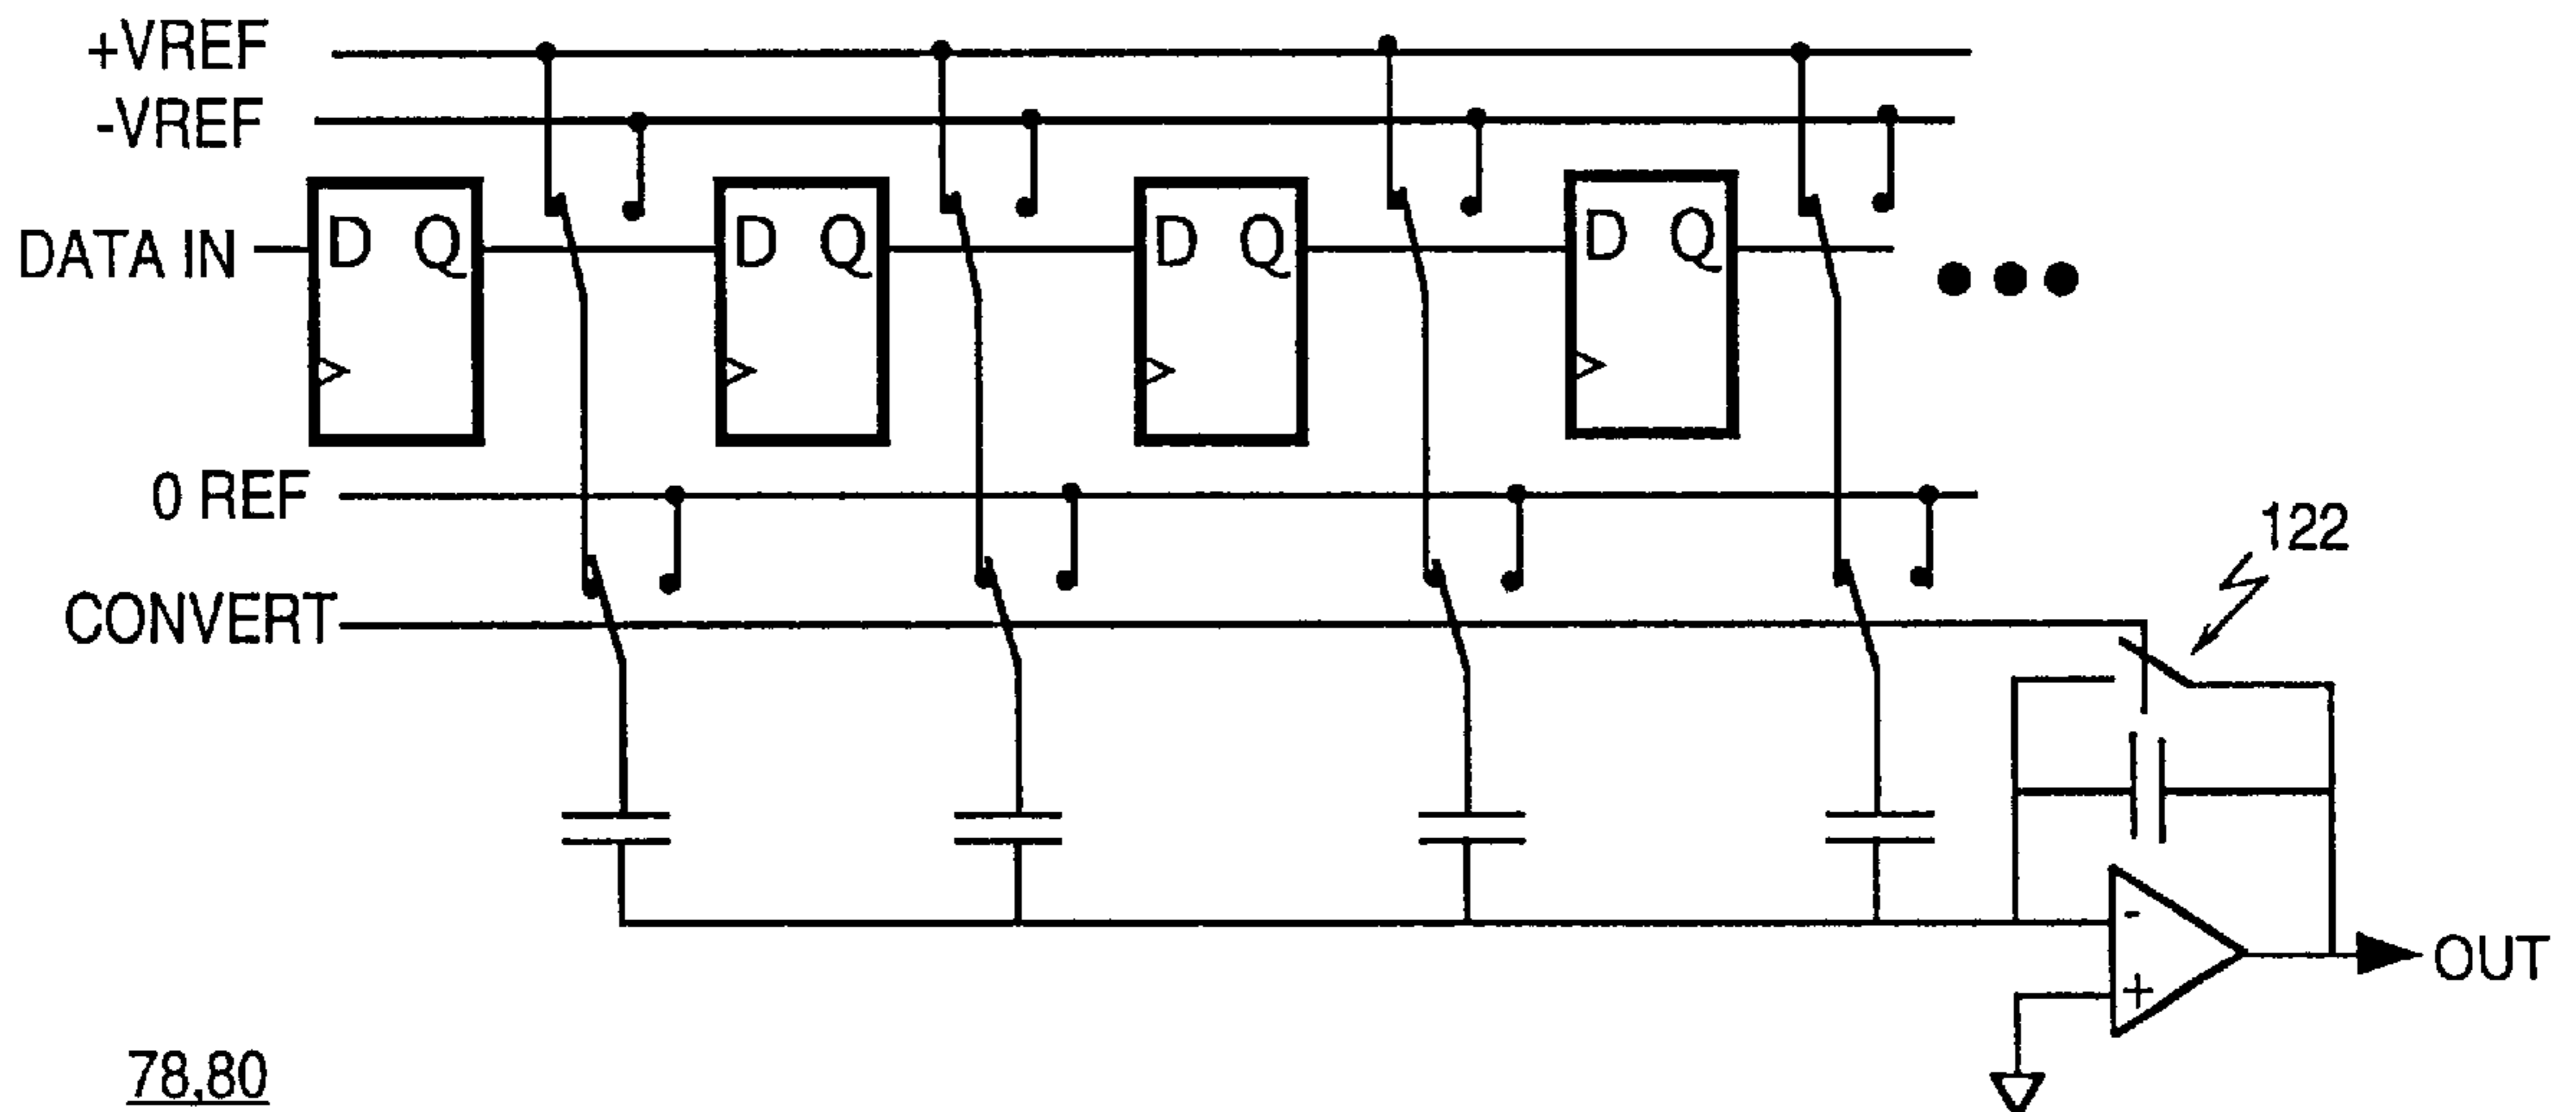 +VREF
-VREF
DATA IN
D Q
D Q
D Q
D Q
0 REF
122
CONVERT
-
+
OUT
78,80